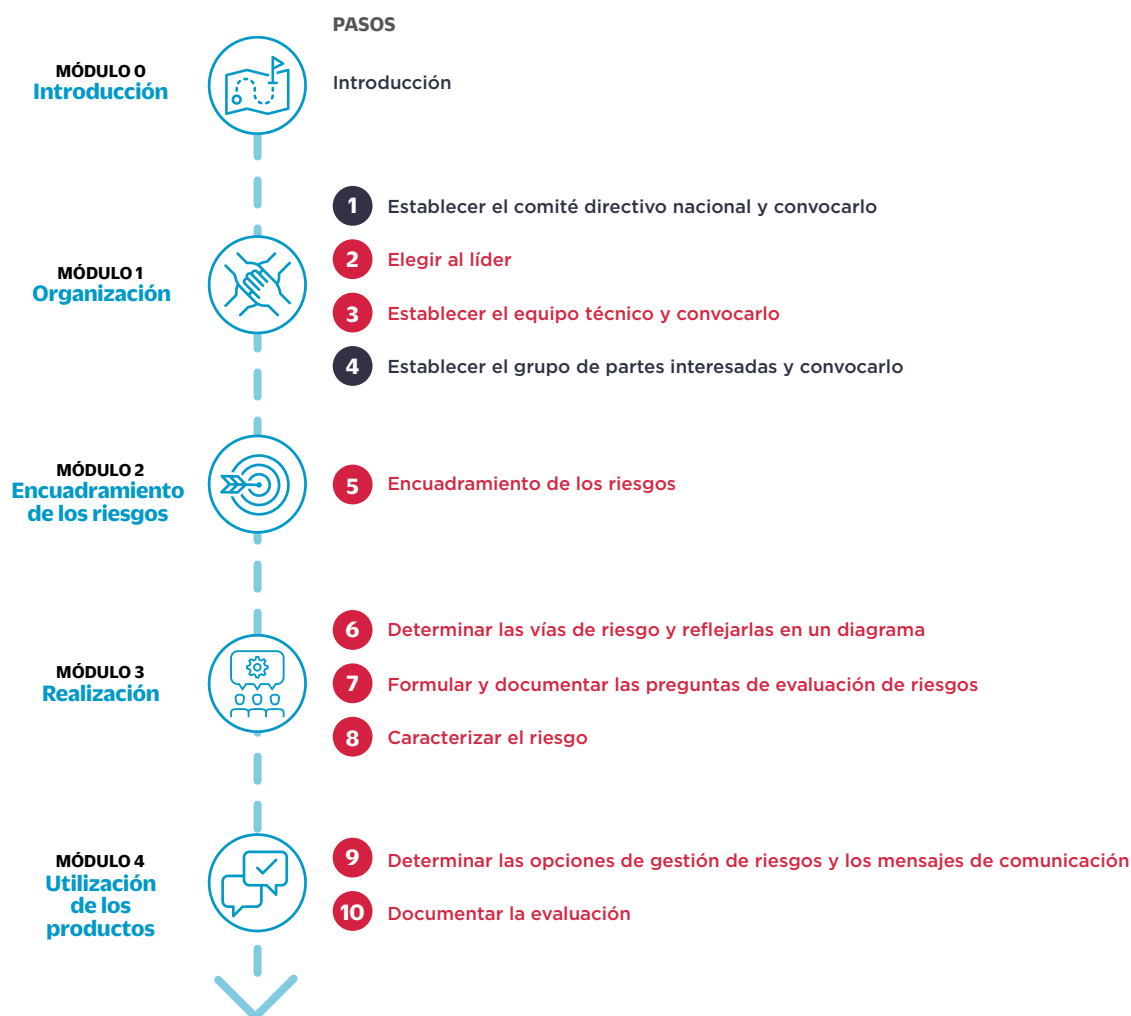 PASOS
MÓDULO 0
Introducción
Introducción
MÓDULO 1
Organización
1 Establecer el comité directivo nacional y convocarlo
2 Elegir al líder
3 Establecer el equipo técnico y convocarlo
4 Establecer el grupo de partes interesadas y convocarlo
MÓDULO 2
Encuadramiento
de los riesgos
5 Encuadramiento de los riesgos
MÓDULO 3
Realización
6 Determinar las vías de riesgo y reflejarlas en un diagrama
7 Formular y documentar las preguntas de evaluación de riesgos
8 Caracterizar el riesgo
MÓDULO 4
Utilización
de los
productos
9 Determinar las opciones de gestión de riesgos y los mensajes de comunicación
10 Documentar la evaluación